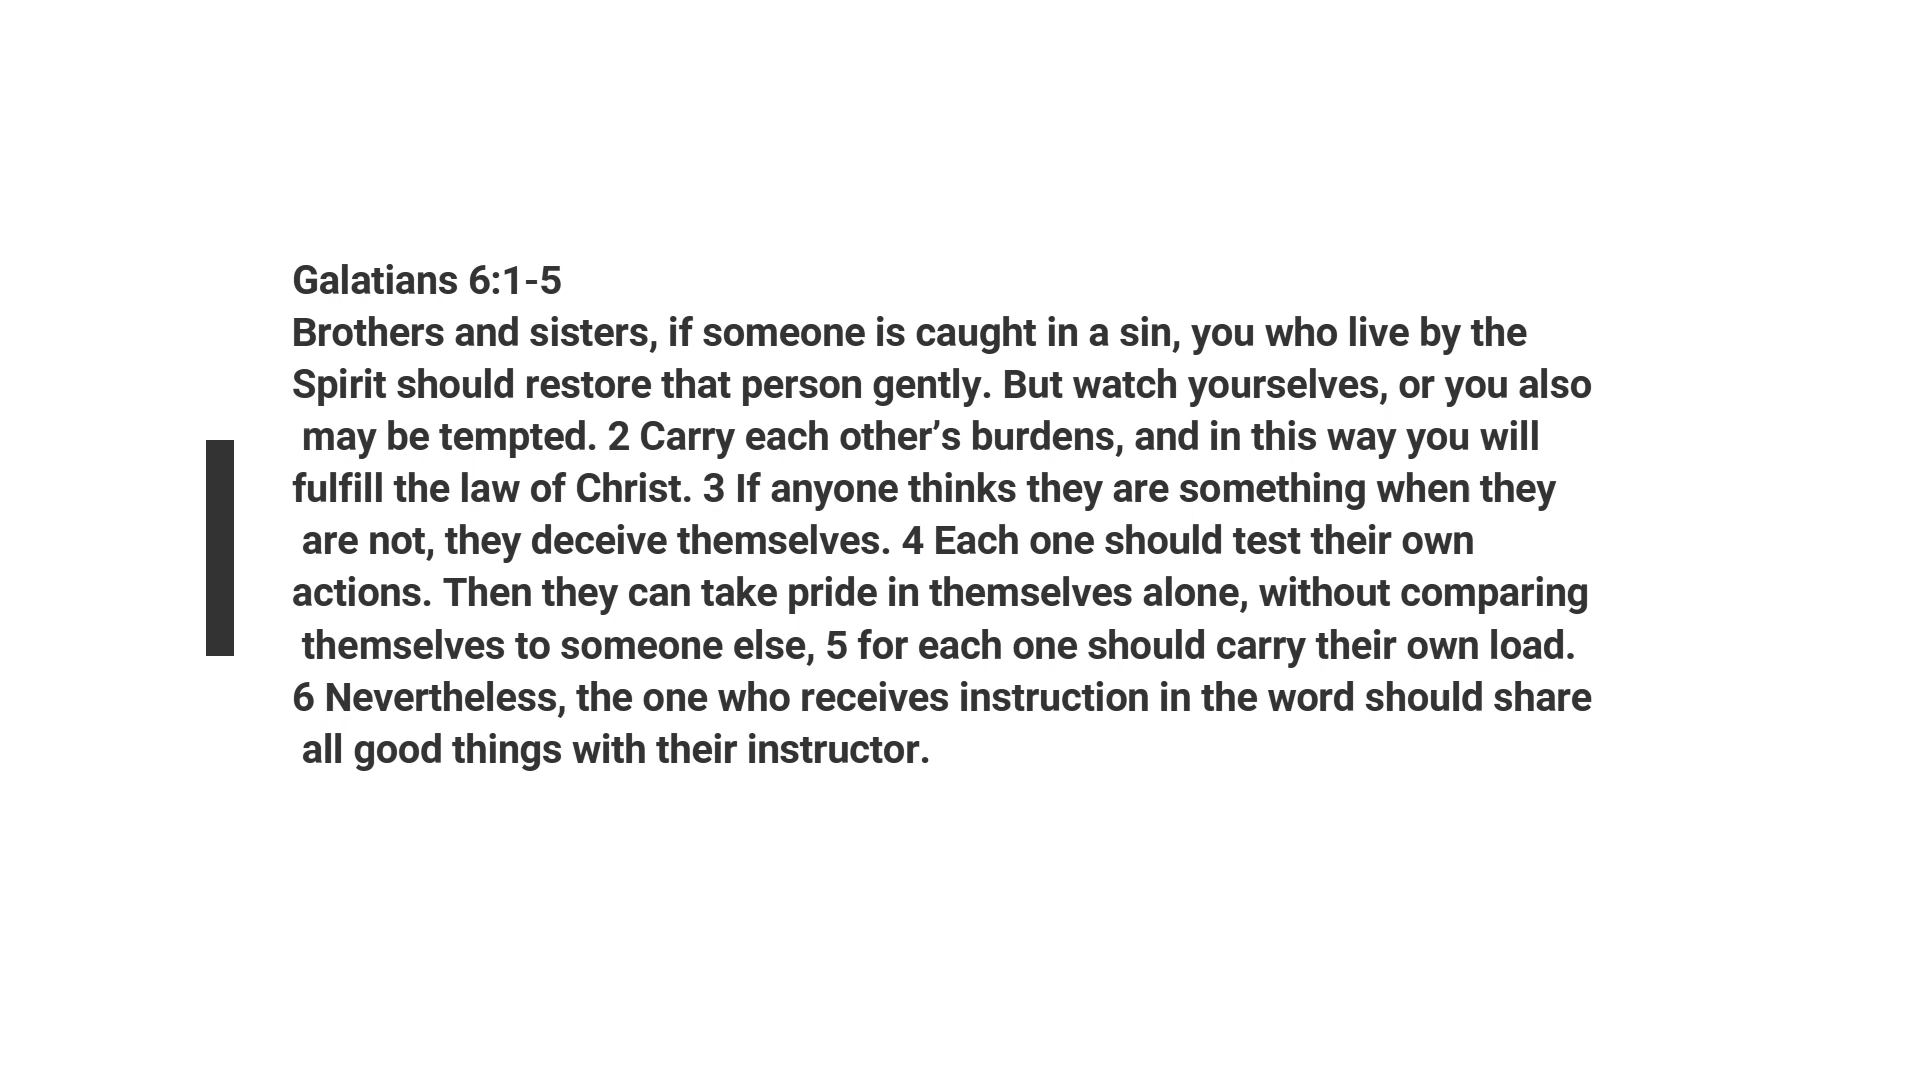 Galatians 6:1-5
Brothers and sisters, if someone is caught in a sin, you who live by the
Spirit should restore that person gently. But watch yourselves, or you also
may be tempted. 2 Carry each other’s burdens, and in this way you will
fulfill the law of Christ. 3 If anyone thinks they are something when they
are not, they deceive themselves. 4 Each one should test their own
actions. Then they can take pride in themselves alone, without comparing
themselves to someone else, 5 for each one should carry their own load.
6 Nevertheless, the one who receives instruction in the word should share
all good things with their instructor.